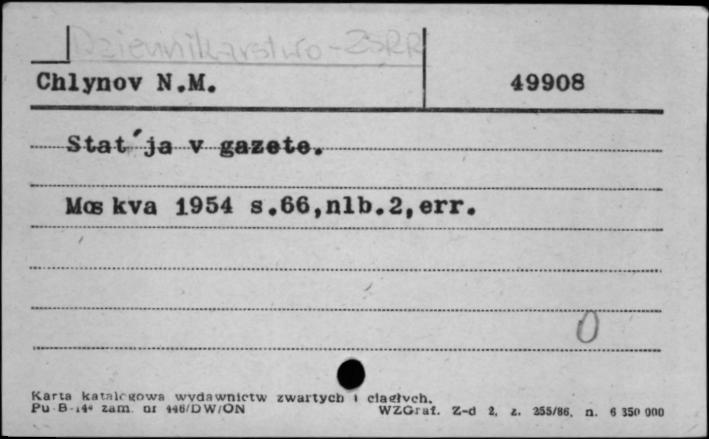 Dziennikarstwo - ZSRR
Chlynov N.M. 49908
Stat´ja v gazete.
Moskva 1954 s.66,nlb.2,err.
0
Karta katalogowa wydawnictw zwartych i ciągłych.
Pu B-144 zam. nr 446/DW/ON WZGraf. Z-d 2, z. 255/86. n. 6 350 000